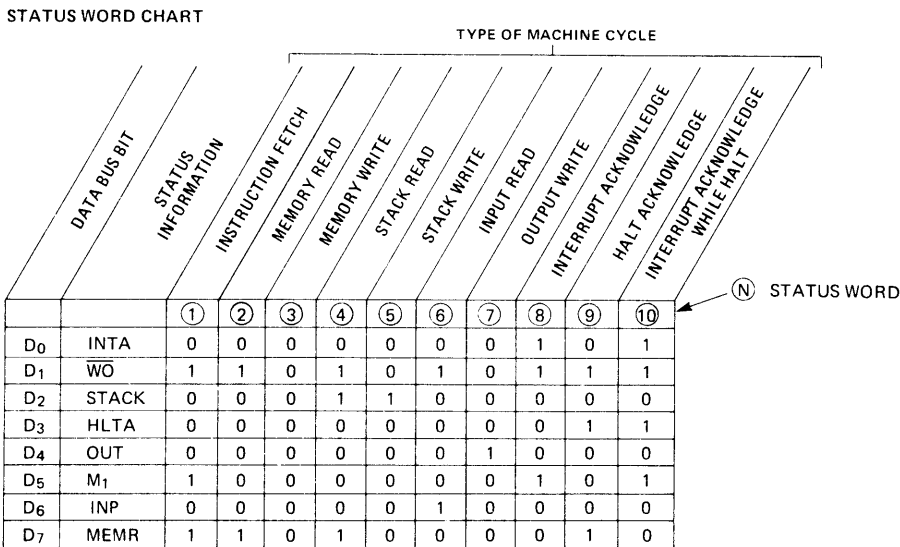 STATUS WORD CHART
TYPE OF MACHINE CYCLE
DATA BUS BIT
STATUS INFORMATION
INSTRUCTION FETCH
MEMORY READ
MEMORY WRITE
STACK READ
STACK WRITE
INPUT READ
OUTPUT WRITE
INTERRUPT ACKNOWLEDGE
HALT ACKNOWLEDGE
INTERRUPT ACKNOWLEDGE WHILE HALT
N STATUS WORD
1 2 3 4 5 6 7 8 9 10
D0 INTA 0 0 0 0 0 0 0 1 0 1
D1 W̅O̅ 1 1 0 1 0 1 0 1 1 1
D2 STACK 0 0 0 1 1 0 0 0 0 0
D3 HLTA 0 0 0 0 0 0 0 0 1 1
D4 OUT 0 0 0 0 0 0 1 0 0 0
D5 M1 1 0 0 0 0 0 0 1 0 1
D6 INP 0 0 0 0 0 1 0 0 0 0
D7 MEMR 1 1 0 1 0 0 0 0 1 0